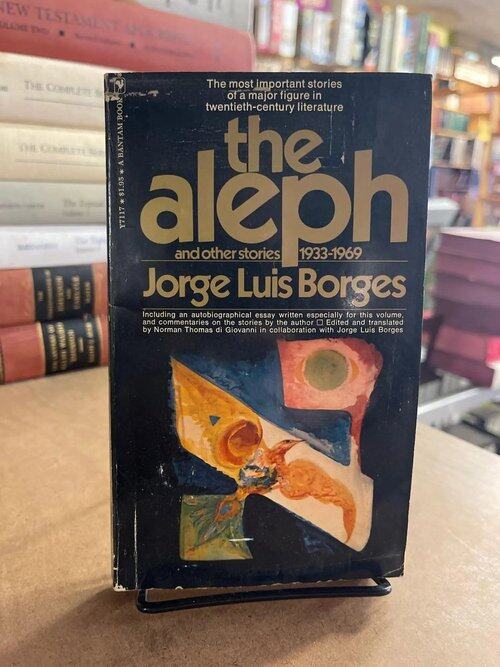 The most important stories
of a major figure in
twentieth-century literature
the
aleph
and other stories 1933-1969
Jorge Luis Borges
Including an autobiographical essay written especially for this volume,
and commentaries on the stories by the author □ Edited and translated
by Norman Thomas di Giovanni in collaboration with Jorge Luis Borges
Y7117 ★ $1.95 ★ A BANTAM BOOK
NEW TESTAMENT
VOLUME TWO
THE COMPLETE
THE COMPLETE